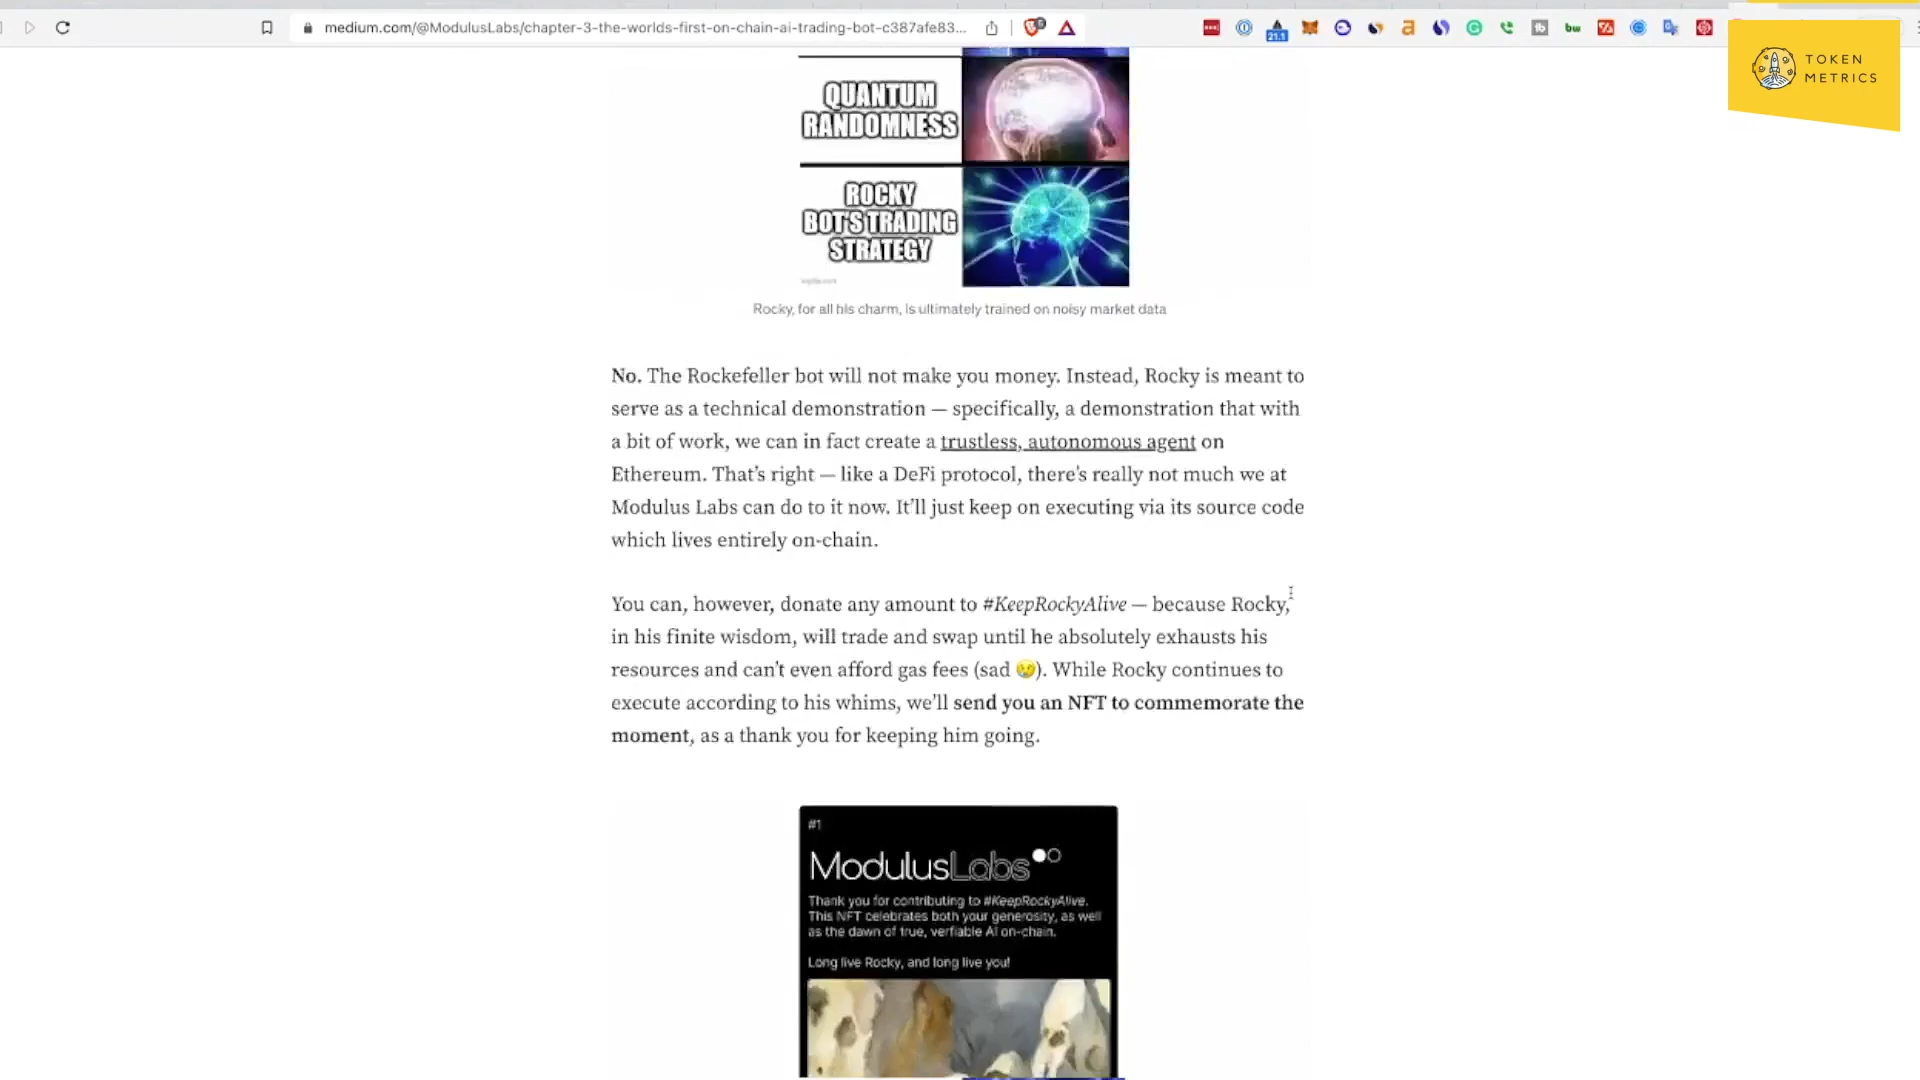 medium.com/@ModulusLabs/chapter-3-the-worlds-first-on-chain-ai-trading-bot-c387afe83...
5
21.1
bw
TOKEN
METRICS
QUANTUM
RANDOMNESS
ROCKY
BOT'S TRADING
STRATEGY
imgflip.com
Rocky, for all his charm, is ultimately trained on noisy market data
No. The Rockefeller bot will not make you money. Instead, Rocky is meant to
serve as a technical demonstration — specifically, a demonstration that with
a bit of work, we can in fact create a trustless, autonomous agent on
Ethereum. That’s right — like a DeFi protocol, there’s really not much we at
Modulus Labs can do to it now. It’ll just keep on executing via its source code
which lives entirely on-chain.
You can, however, donate any amount to #KeepRockyAlive — because Rocky,
in his finite wisdom, will trade and swap until he absolutely exhausts his
resources and can’t even afford gas fees (sad 😢). While Rocky continues to
execute according to his whims, we’ll send you an NFT to commemorate the
moment, as a thank you for keeping him going.
#1
ModulusLabs
Thank you for contributing to #KeepRockyAlive.
This NFT celebrates both your generosity, as well
as the dawn of true, verfiable AI on-chain.
Long live Rocky, and long live you!